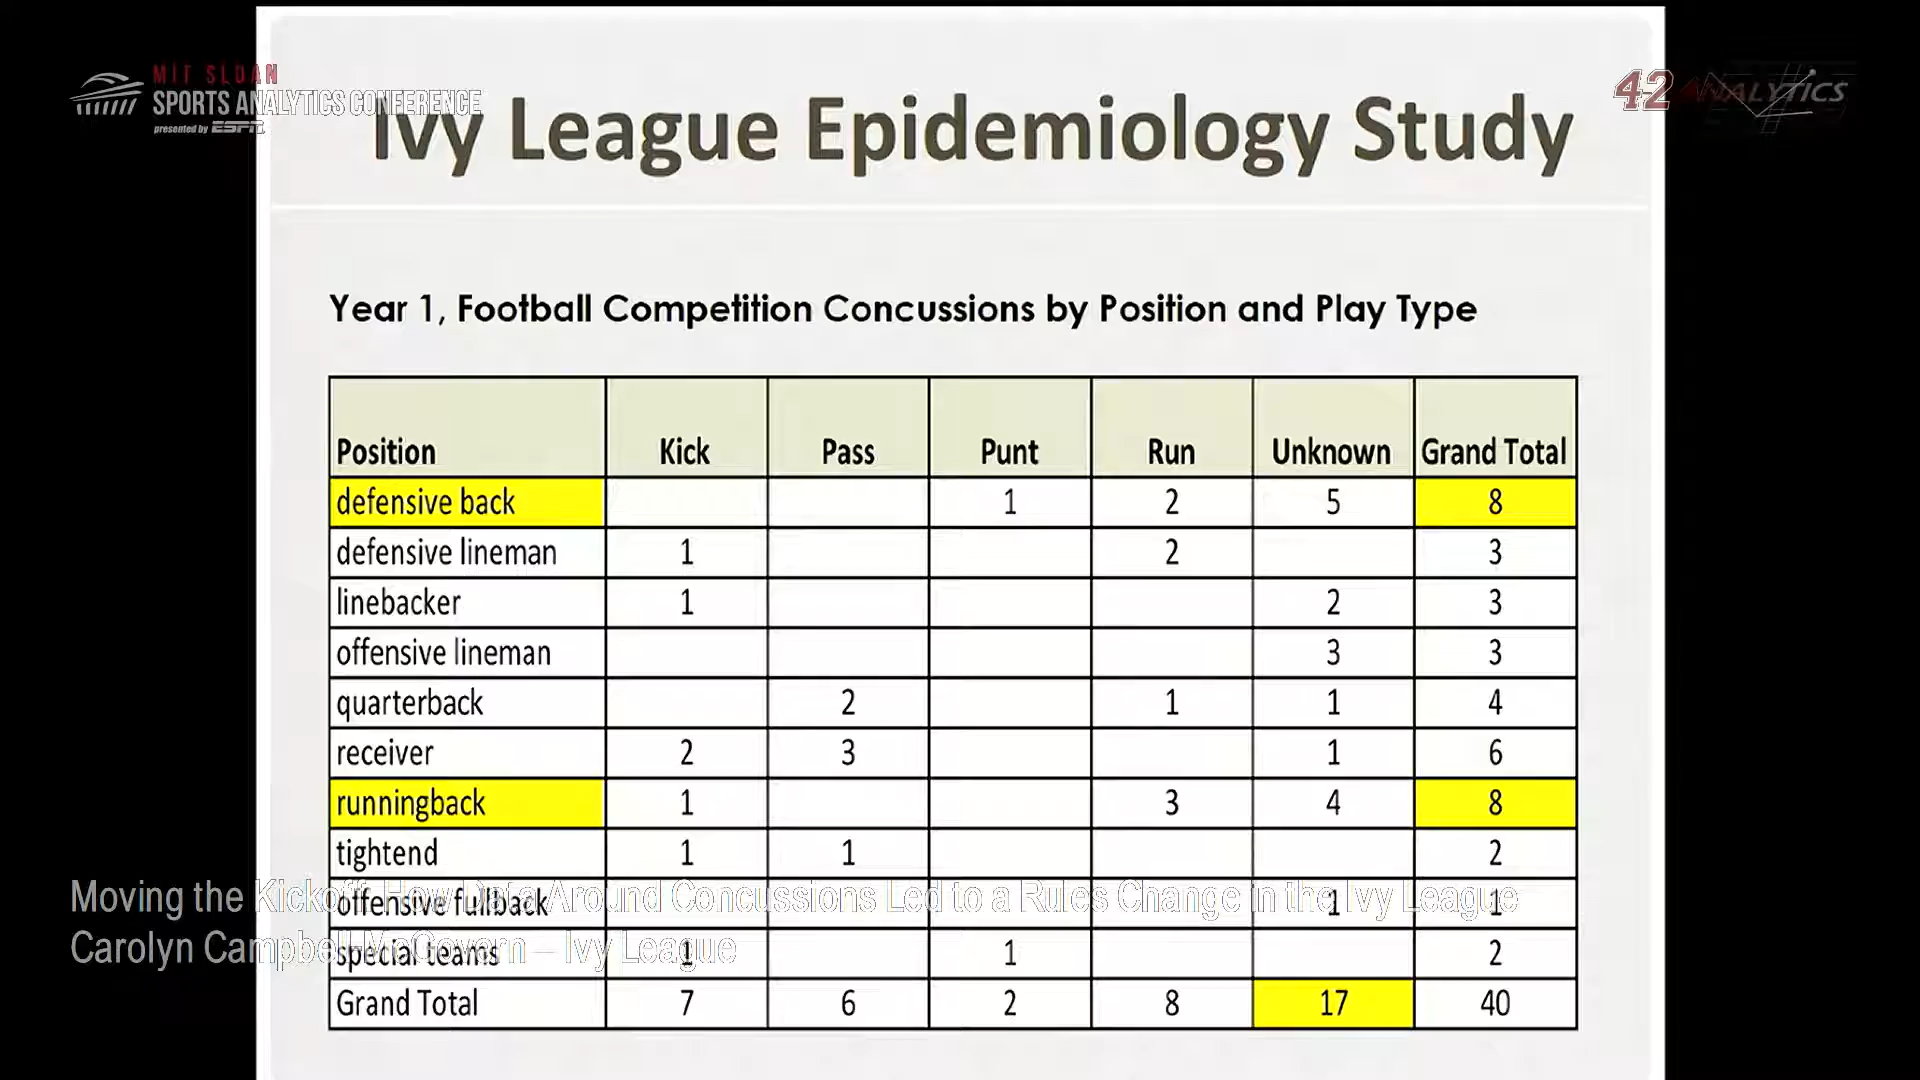 MIT SLOAN
SPORTS ANALYTICS CONFERENCE
presented by ESPN
42 ANALYTICS
Ivy League Epidemiology Study
Year 1, Football Competition Concussions by Position and Play Type
Position Kick Pass Punt Run Unknown Grand Total
defensive back 1 2 5 8
defensive lineman 1 2 3
linebacker 1 2 3
offensive lineman 3 3
quarterback 2 1 1 4
receiver 2 3 1 6
runningback 1 3 4 8
tightend 1 1 2
offensive fullback 1 1
special teams 1 1 2
Grand Total 7 6 2 8 17 40
Moving the Kickoff: How Data Around Concussions Led to a Rules Change in the Ivy League
Carolyn Campbell-McGovern – Ivy League